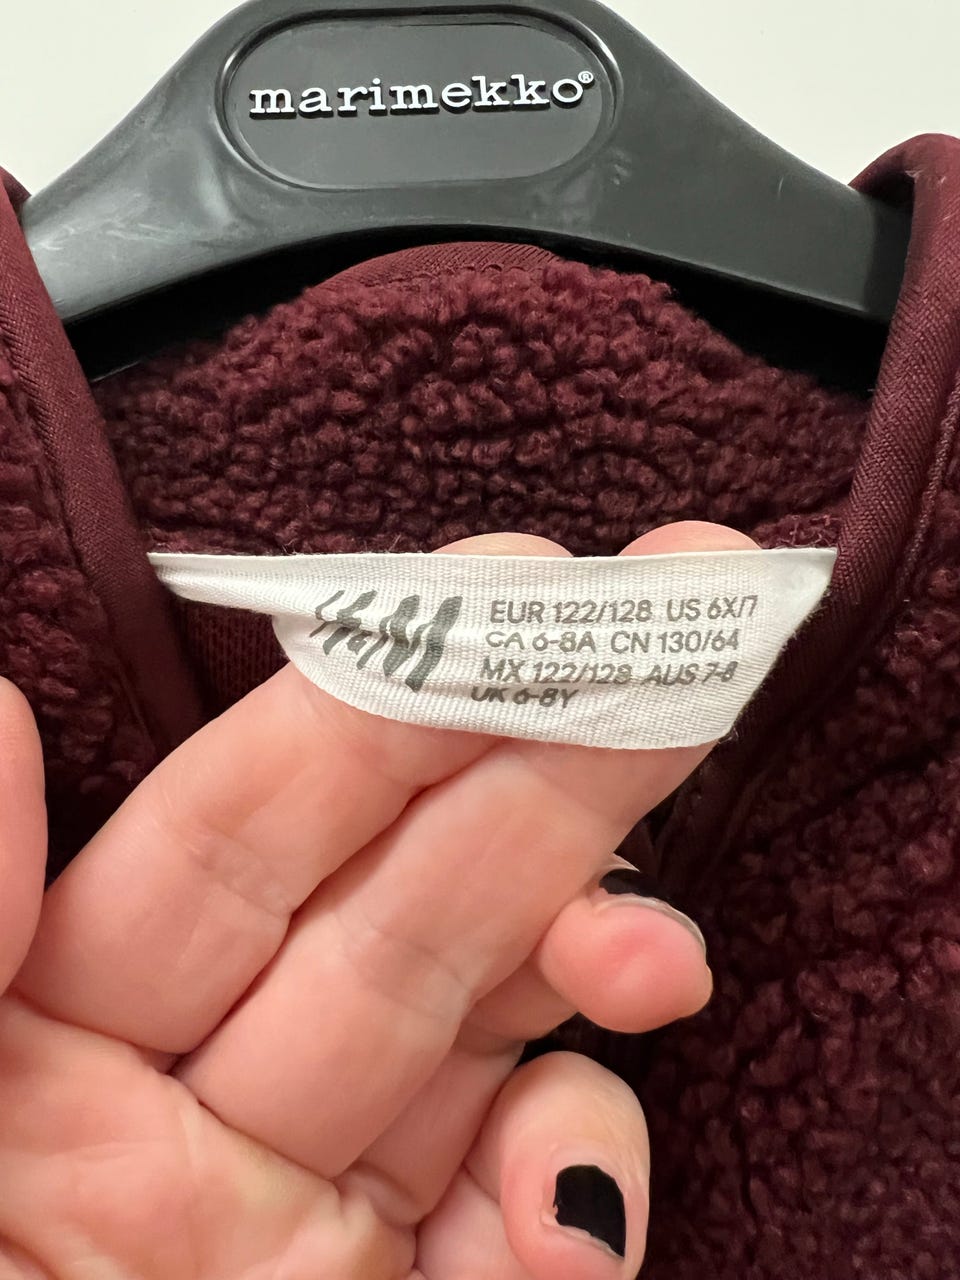 marimekko®
H&M
EUR 122/128 US 6X/7
CA 6-8A CN 130/64
MX 122/128 AUS 7-8
UK 6-8Y